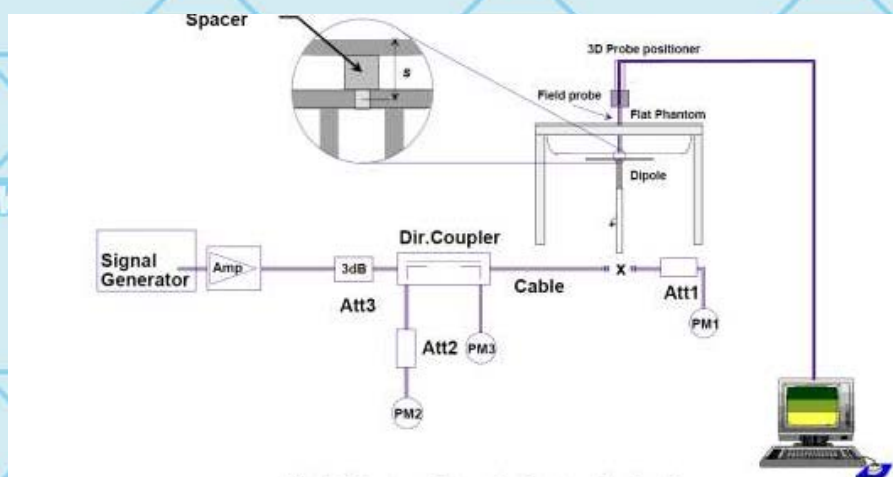 Spacer
s
3D Probe positioner
Field probe
Flat Phantom
Dipole
Dir.Coupler
Signal
Generator
Amp
3dB
Att3
Cable
x
Att1
PM1
Att2
PM3
PM2